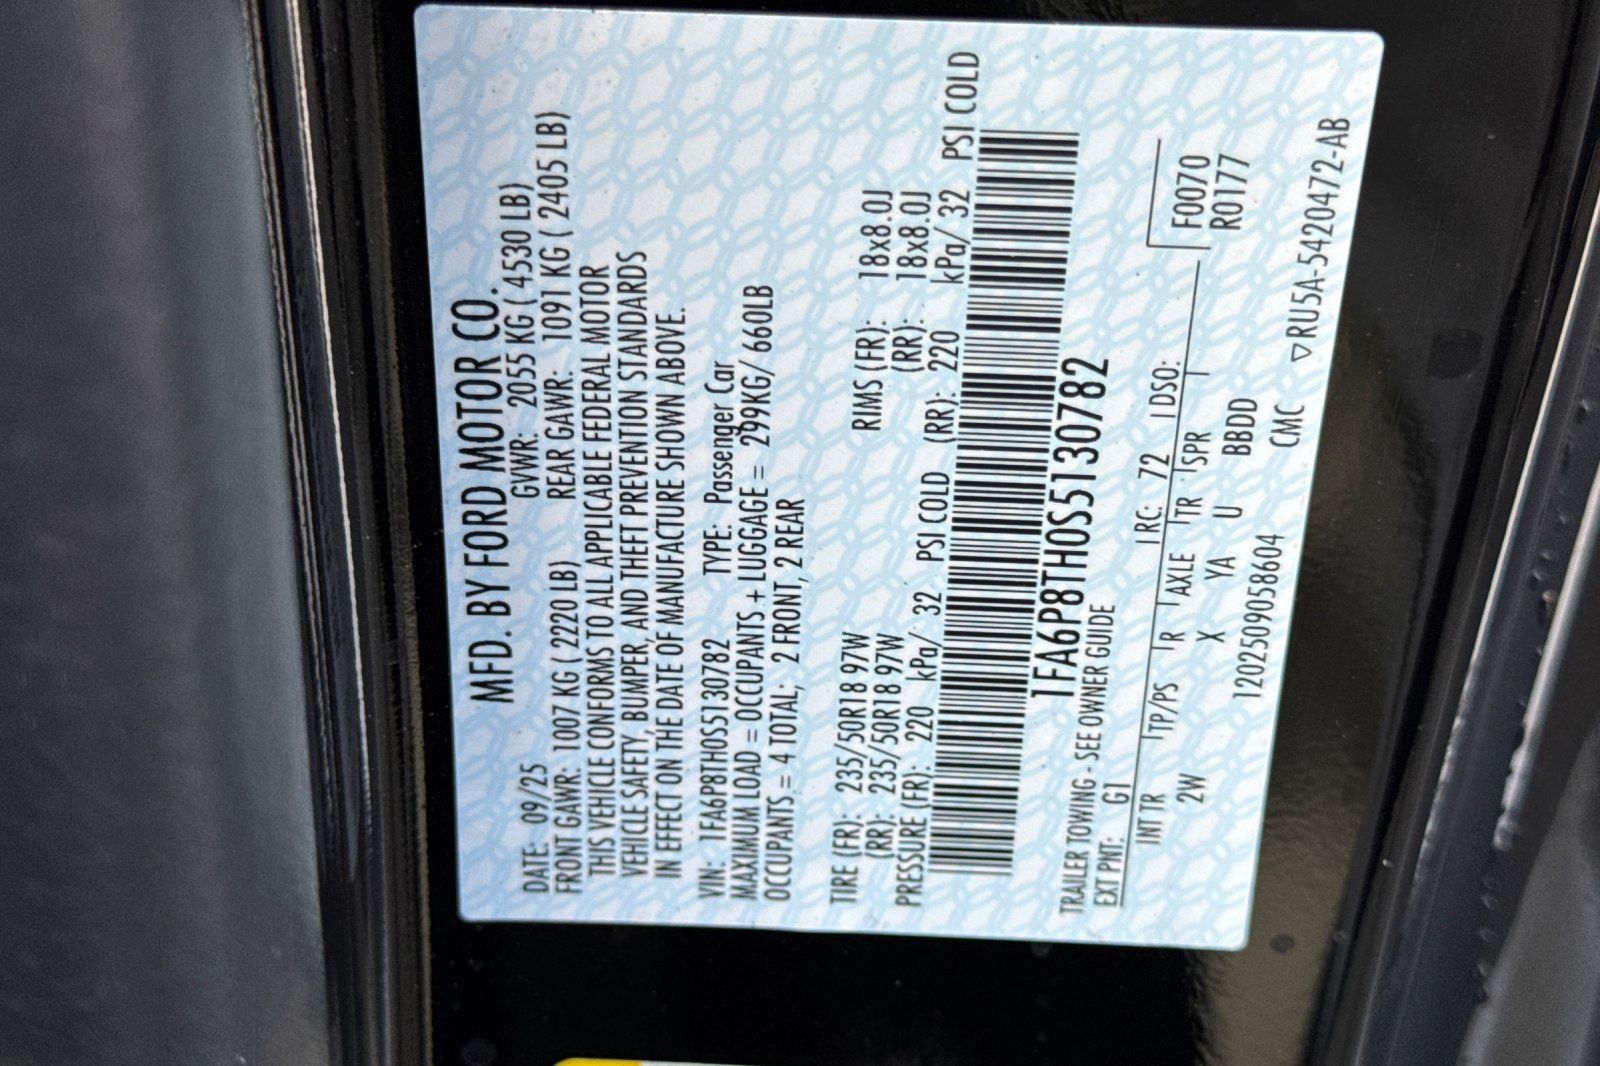 MFD. BY FORD MOTOR CO.
DATE: 09/25 GVWR: 2055 KG ( 4530 LB)
FRONT GAWR: 1007 KG ( 2220 LB) REAR GAWR: 1091 KG ( 2405 LB)
THIS VEHICLE CONFORMS TO ALL APPLICABLE FEDERAL MOTOR
VEHICLE SAFETY, BUMPER, AND THEFT PREVENTION STANDARDS
IN EFFECT ON THE DATE OF MANUFACTURE SHOWN ABOVE.
VIN: 1FA6P8TH0S5130782 TYPE: Passenger Car
MAXIMUM LOAD = OCCUPANTS + LUGGAGE = 299KG/ 660LB
OCCUPANTS = 4 TOTAL; 2 FRONT, 2 REAR
TIRE (FR): 235/50R18 97W RIMS (FR): 18x8.0J
(RR): 235/50R18 97W (RR): 18x8.0J
PRESSURE (FR): 220 kPa/ 32 PSI COLD (RR): 220 kPa/ 32 PSI COLD
1FA6P8TH0S5130782
TRAILER TOWING - SEE OWNER GUIDE
EXT PNT: G1 RC: 72 DSO:
INT TR TP/PS R AXLE TR SPR F0070
2W X YA U BBDD R0177
1202509058604 CMC ▽RU5A-5420472-AB